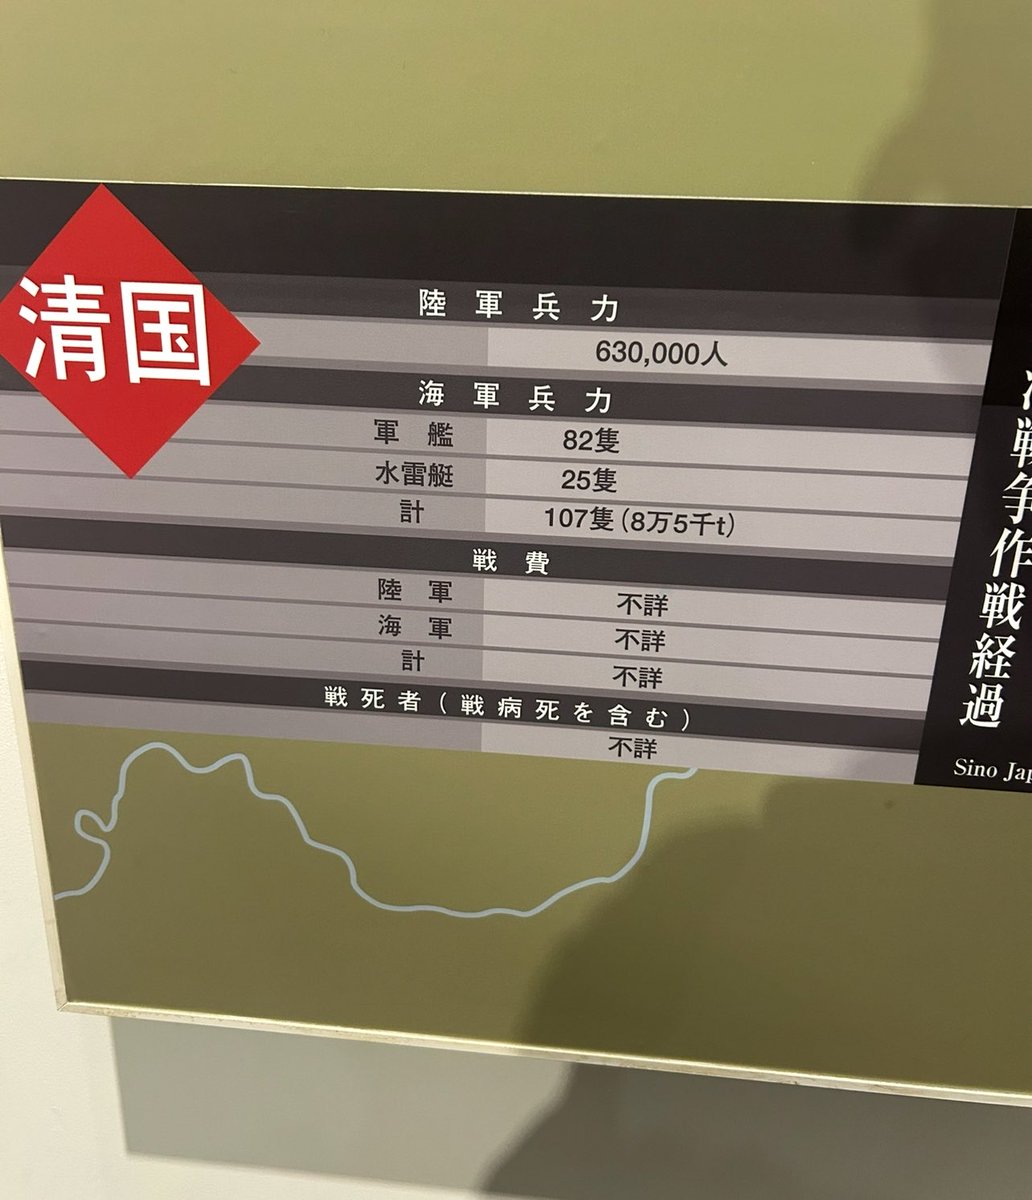 清国
陸軍兵力
630,000人
海軍兵力
軍艦 82隻
水雷艇 25隻
計 107隻(8万5千t)
戦費
陸軍 不詳
海軍 不詳
計 不詳
戦死者(戦病死を含む)
不詳
戦争作戦経過
Sino